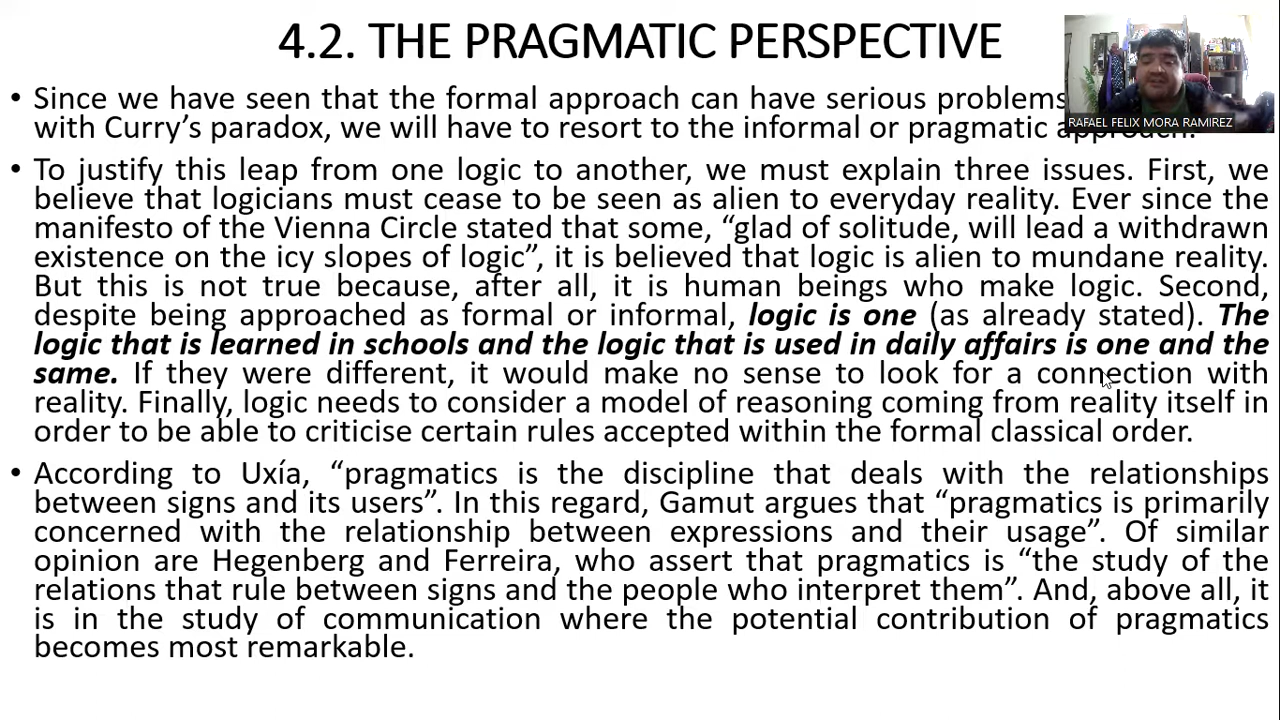 4.2. THE PRAGMATIC PERSPECTIVE
• Since we have seen that the formal approach can have serious problems
with Curry's paradox, we will have to resort to the informal or pragmatic approach.
RAFAEL FELIX MORA RAMIREZ
• To justify this leap from one logic to another, we must explain three issues. First, we
believe that logicians must cease to be seen as alien to everyday reality. Ever since the
manifesto of the Vienna Circle stated that some, “glad of solitude, will lead a withdrawn
existence on the icy slopes of logic”, it is believed that logic is alien to mundane reality.
But this is not true because, after all, it is human beings who make logic. Second,
despite being approached as formal or informal, logic is one (as already stated). The
logic that is learned in schools and the logic that is used in daily affairs is one and the
same. If they were different, it would make no sense to look for a connection with
reality. Finally, logic needs to consider a model of reasoning coming from reality itself in
order to be able to criticise certain rules accepted within the formal classical order.
• According to Uxía, “pragmatics is the discipline that deals with the relationships
between signs and its users”. In this regard, Gamut argues that “pragmatics is primarily
concerned with the relationship between expressions and their usage”. Of similar
opinion are Hegenberg and Ferreira, who assert that pragmatics is “the study of the
relations that rule between signs and the people who interpret them”. And, above all, it
is in the study of communication where the potential contribution of pragmatics
becomes most remarkable.